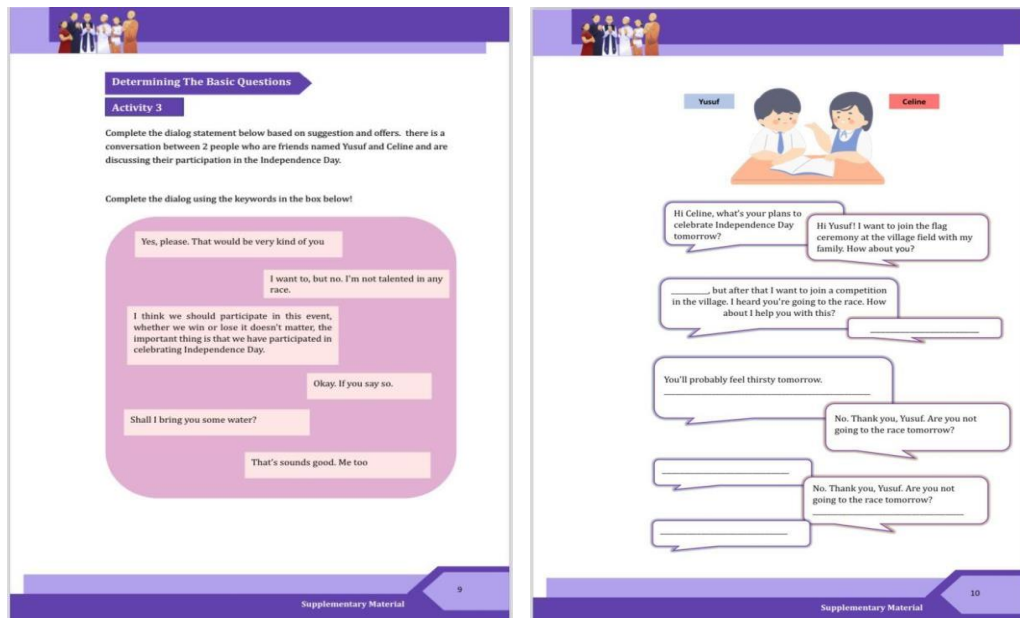 Determining The Basic Questions
Activity 3
Complete the dialog statement below based on suggestion and offers. there is a
conversation between 2 people who are friends named Yusuf and Celine and are
discussing their participation in the Independence Day.
Complete the dialog using the keywords in the box below!
Yes, please. That would be very kind of you
I want to, but no. I'm not talented in any
race.
I think we should participate in this event,
whether we win or lose it doesn't matter, the
important thing is that we have participated in
celebrating Independence Day.
Okay. If you say so.
Shall I bring you some water?
That's sounds good. Me too
9
Supplementary Material
Yusuf
Celine
Hi Celine, what's your plans to
celebrate Independence Day
tomorrow?
Hi Yusuf! I want to join the flag
ceremony at the village field with my
family. How about you?
________, but after that I want to join a competition
in the village. I heard you're going to the race. How
about I help you with this?
You'll probably feel thirsty tomorrow.
No. Thank you, Yusuf. Are you not
going to the race tomorrow?
No. Thank you, Yusuf. Are you not
going to the race tomorrow?
10
Supplementary Material